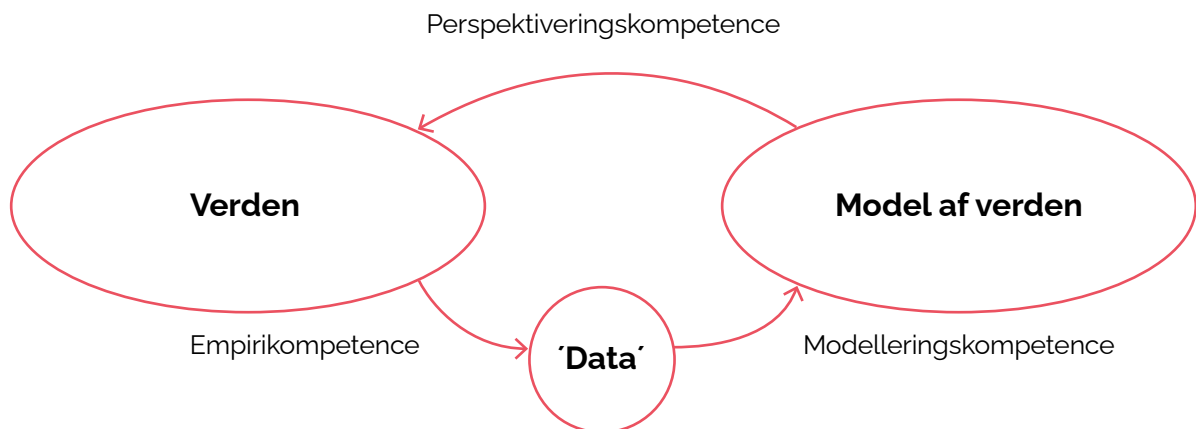 Perspektiveringskompetence
Verden
Model af verden
Empirikompetence
´Data´
Modelleringskompetence